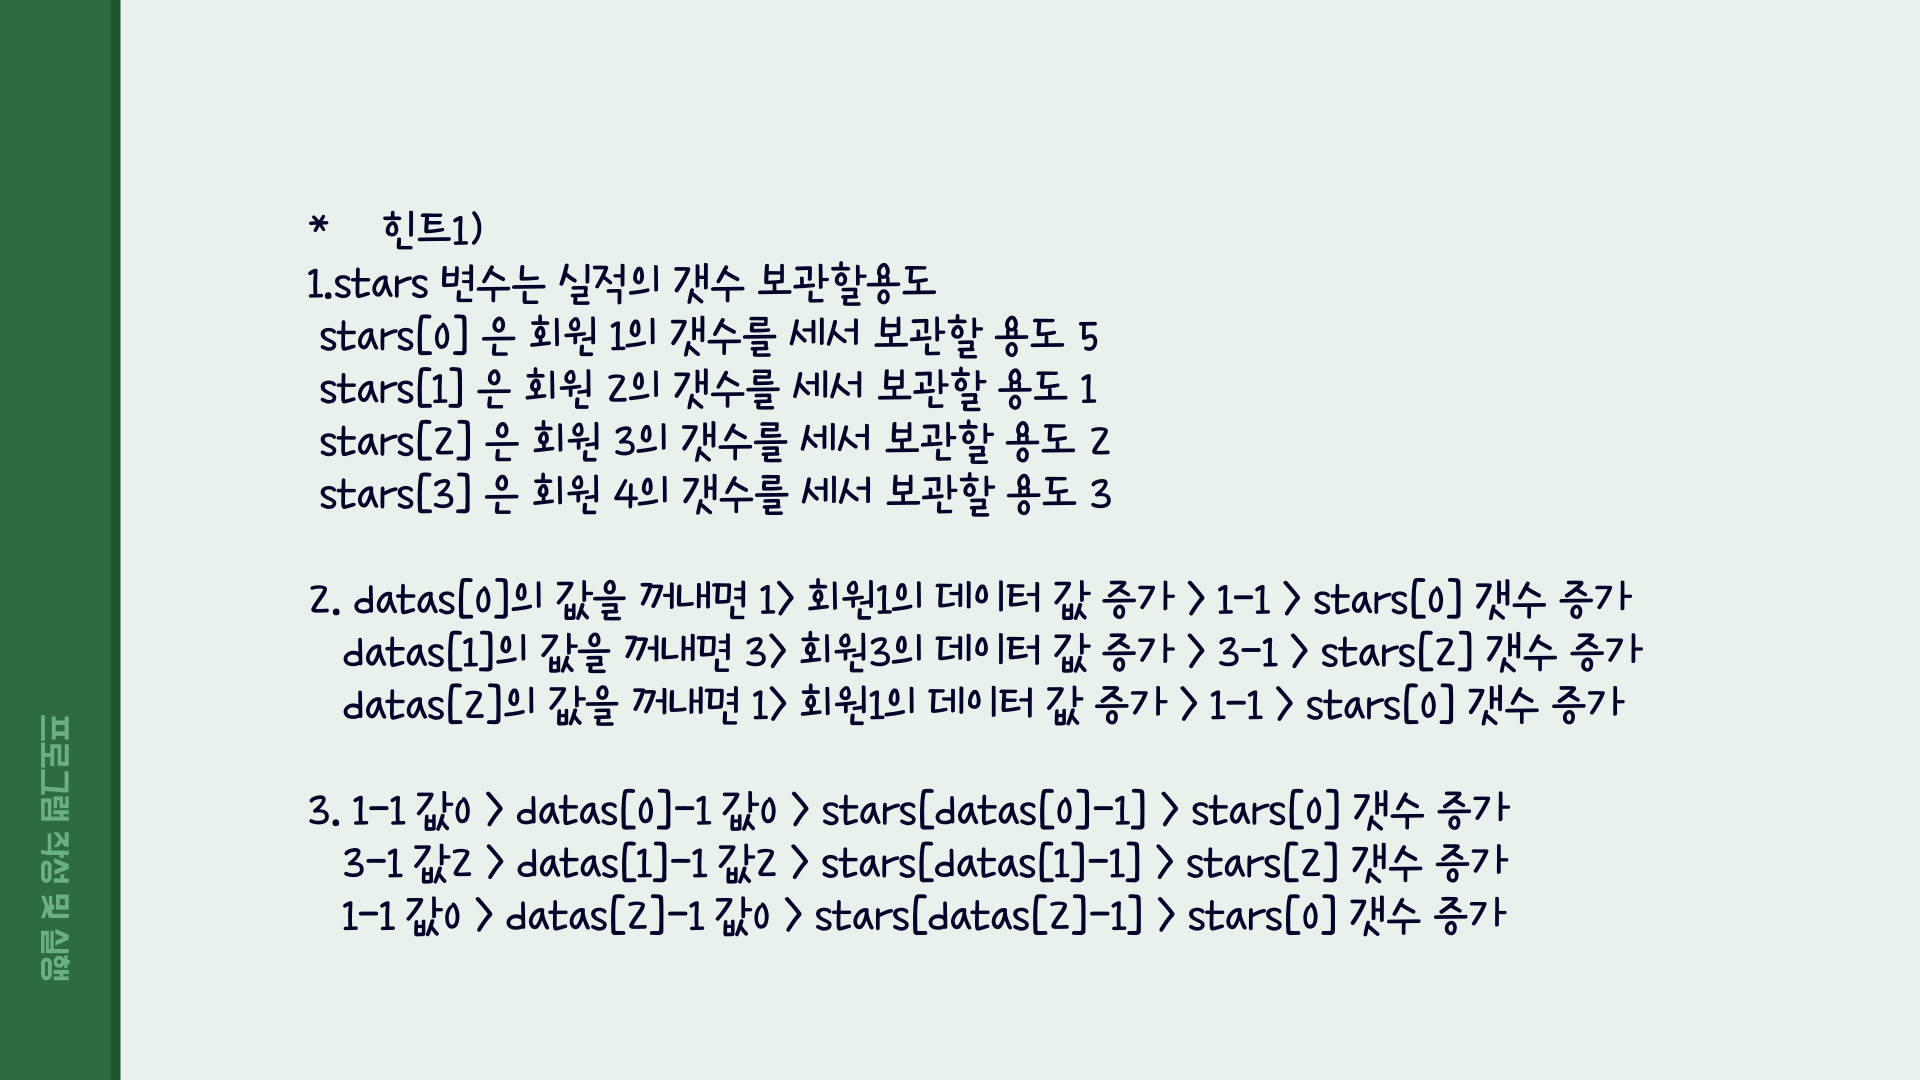 * 힌트1)
1.stars 변수는 실적의 갯수 보관할용도
stars[0] 은 회원 1의 갯수를 세서 보관할 용도 5
stars[1] 은 회원 2의 갯수를 세서 보관할 용도 1
stars[2] 은 회원 3의 갯수를 세서 보관할 용도 2
stars[3] 은 회원 4의 갯수를 세서 보관할 용도 3
2. datas[0]의 값을 꺼내면 1> 회원1의 데이터 값 증가 > 1-1 > stars[0] 갯수 증가
datas[1]의 값을 꺼내면 3> 회원3의 데이터 값 증가 > 3-1 > stars[2] 갯수 증가
datas[2]의 값을 꺼내면 1> 회원1의 데이터 값 증가 > 1-1 > stars[0] 갯수 증가
3. 1-1 값0 > datas[0]-1 값0 > stars[datas[0]-1] > stars[0] 갯수 증가
3-1 값2 > datas[1]-1 값2 > stars[datas[1]-1] > stars[2] 갯수 증가
1-1 값0 > datas[2]-1 값0 > stars[datas[2]-1] > stars[0] 갯수 증가
프로그램 작성 및 실행